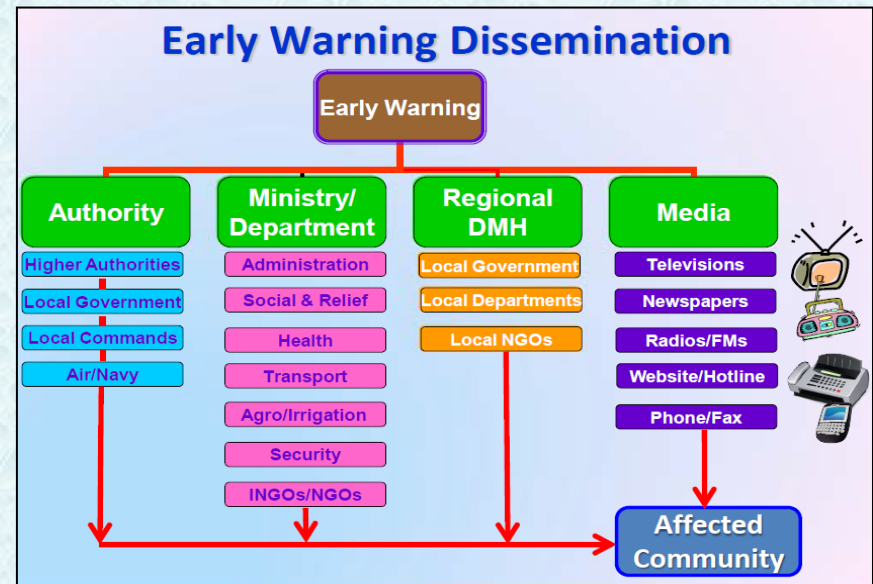 Early Warning Dissemination
Early Warning
Authority
Higher Authorities
Local Government
Local Commands
Air/Navy
Ministry/
Department
Administration
Social & Relief
Health
Transport
Agro/Irrigation
Security
INGOs/NGOs
Regional
DMH
Local Government
Local Departments
Local NGOs
Media
Televisions
Newspapers
Radios/FMs
Website/Hotline
Phone/Fax
Affected
Community